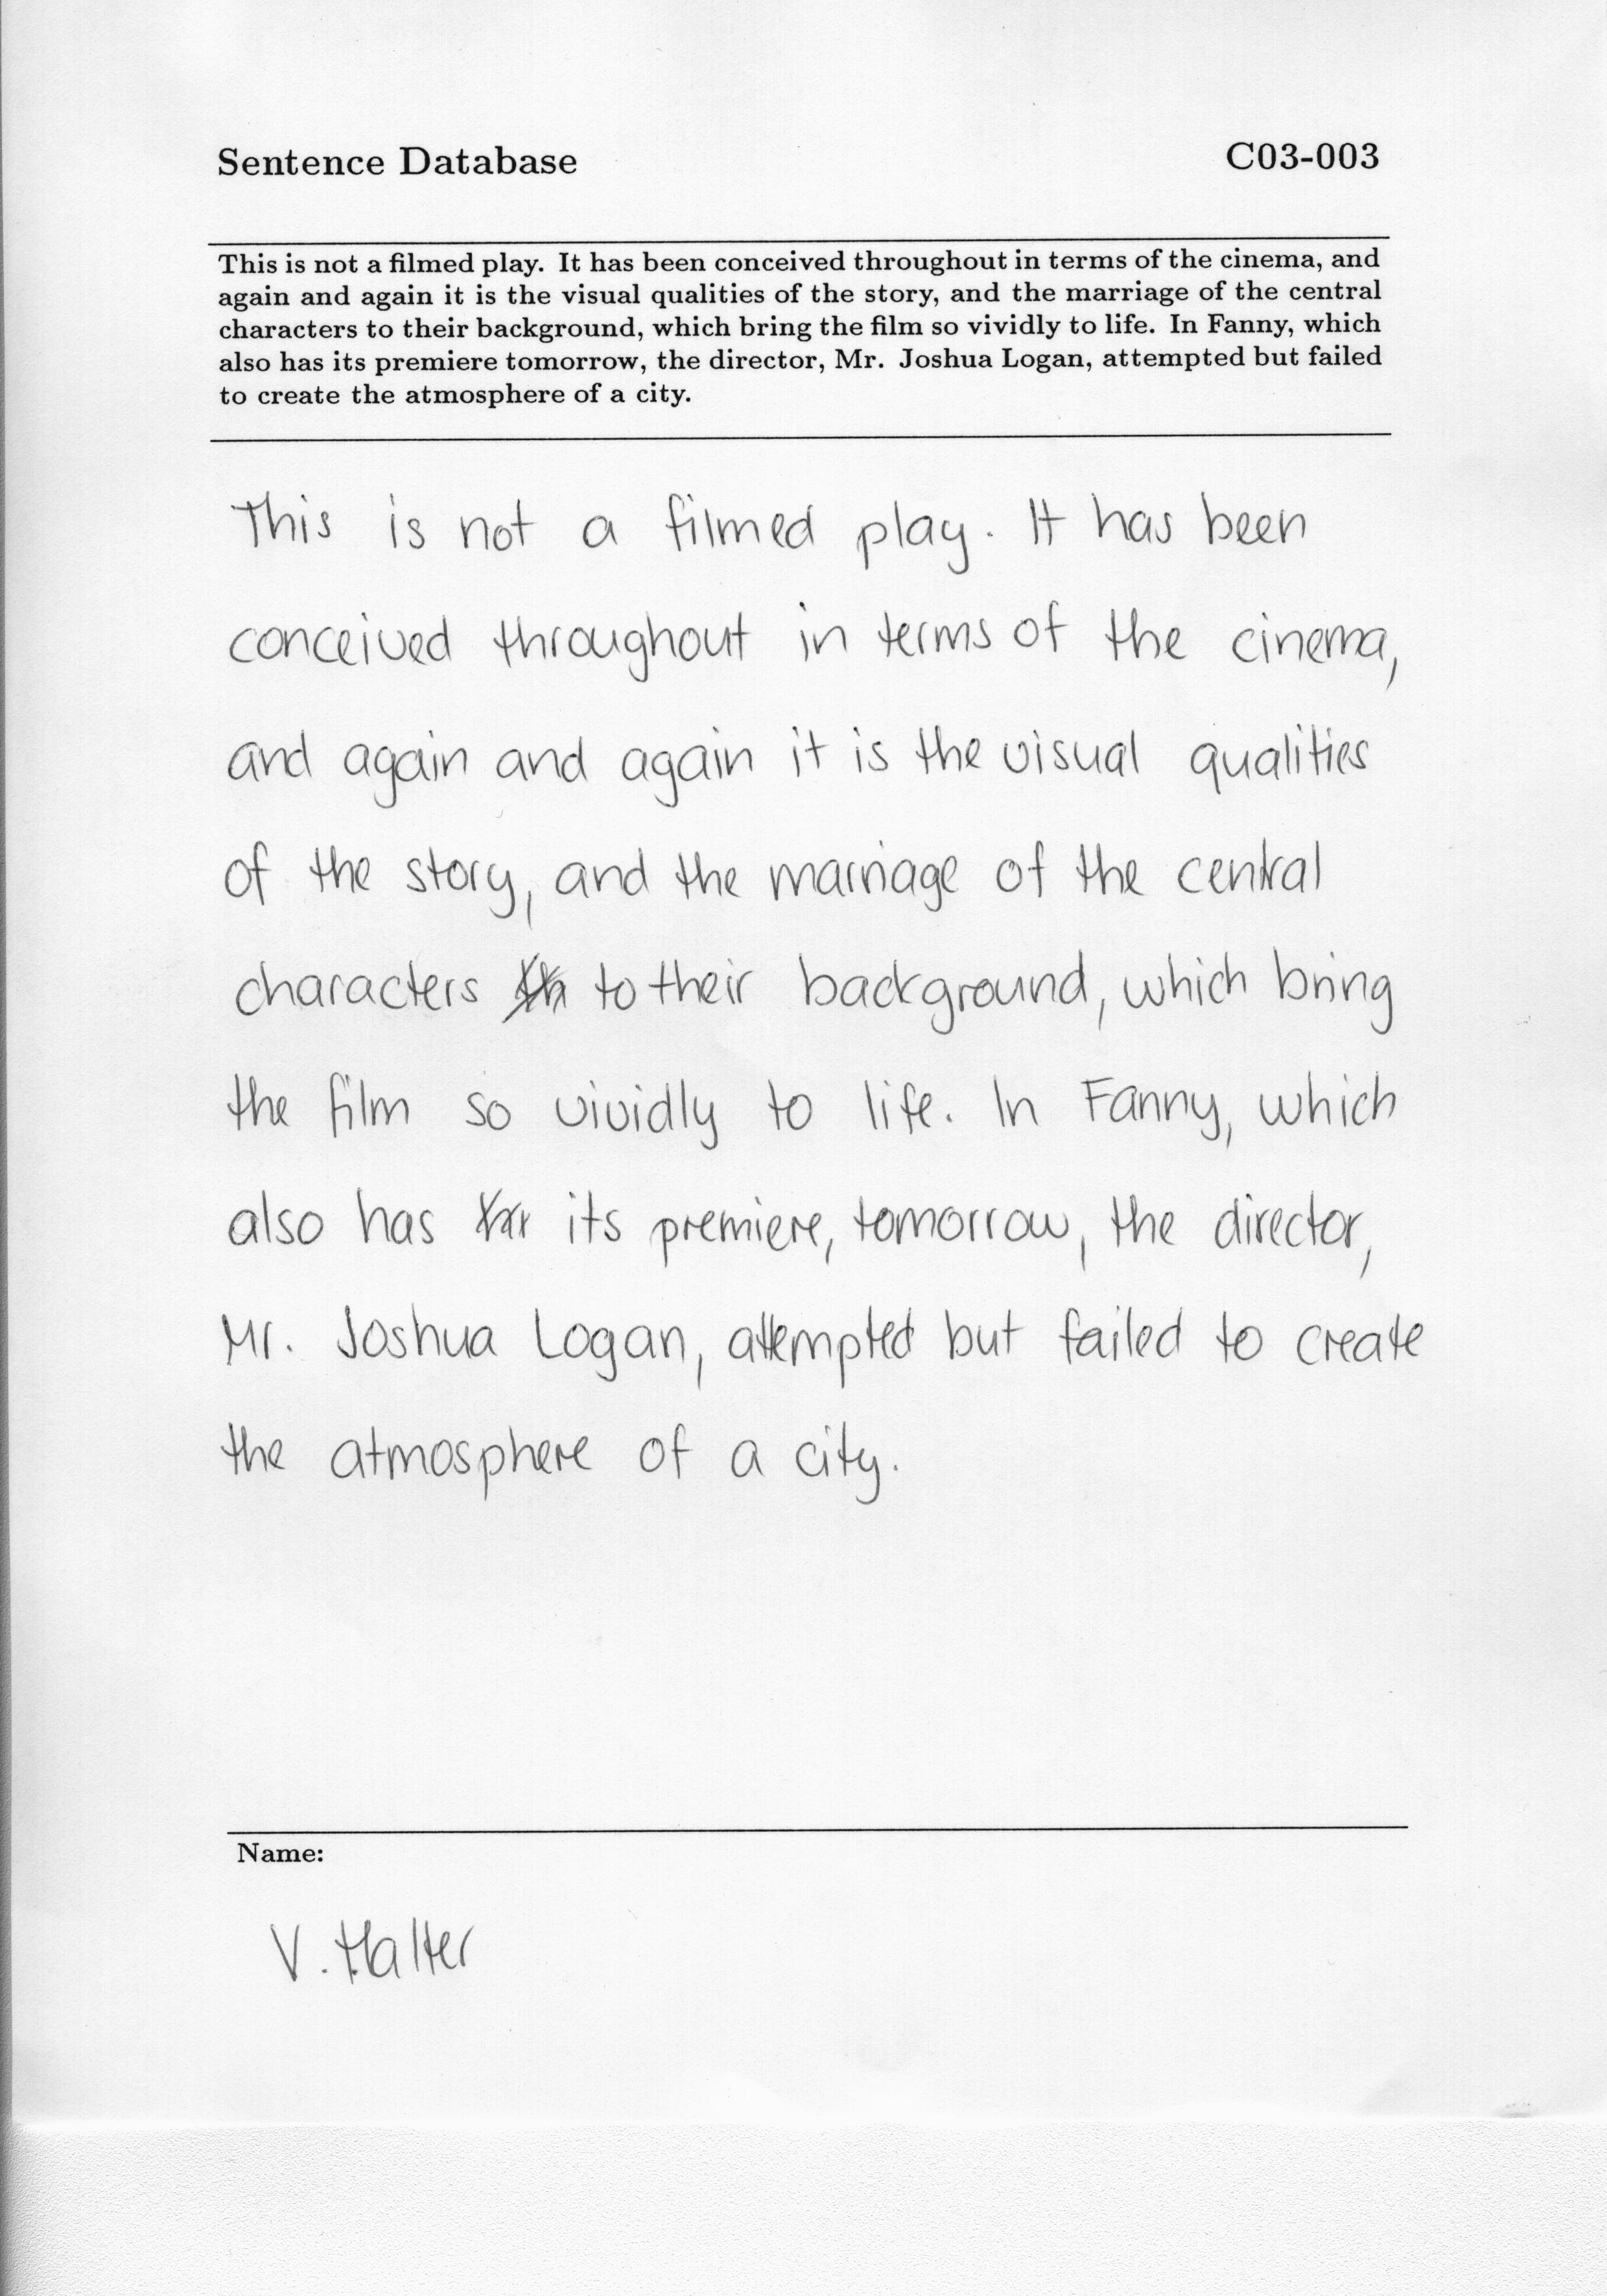 Sentence Database
C03-003
This is not a filmed play. It has been conceived throughout in terms of the cinema, and
again and again it is the visual qualities of the story, and the marriage of the central
characters to their background, which bring the film so vividly to life. In Fanny, which
also has its premiere tomorrow, the director, Mr. Joshua Logan, attempted but failed
to create the atmosphere of a city.
This is not a filmed play. It has been
conceived throughout in terms of the cinema,
and again and again it is the visual qualities
of the story, and the marriage of the central
characters to their background, which bring
the film so vividly to life. In Fanny, which
also has its premiere, tomorrow, the director,
Mr. Joshua Logan, attempted but failed to create
the atmosphere of a city.
Name:
V. Halter